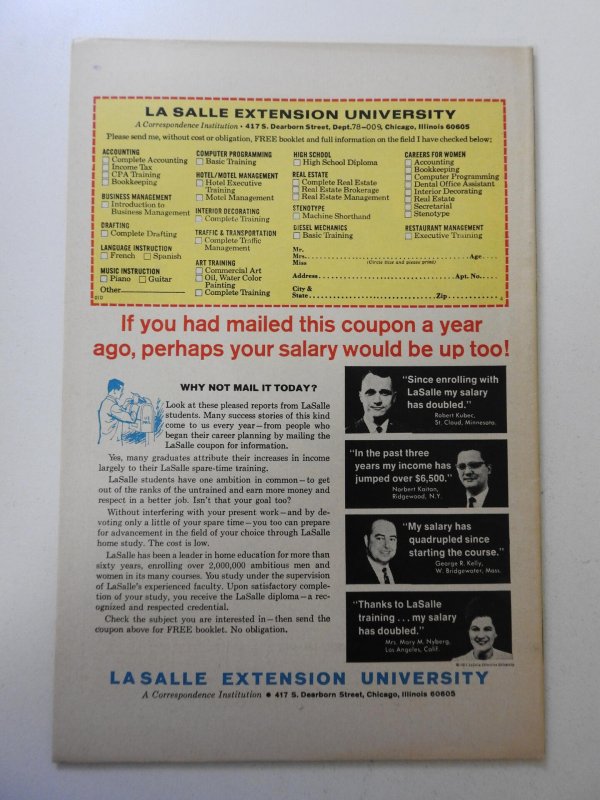 LA SALLE EXTENSION UNIVERSITY
A Correspondence Institution • 417 S. Dearborn Street, Dept. 78-009, Chicago, Illinois 60605
Please send me, without cost or obligation, FREE booklet and full information on the field I have checked below:
ACCOUNTING
Complete Accounting
Income Tax
CPA Training
Bookkeeping
BUSINESS MANAGEMENT
Introduction to
Business Management
DRAFTING
Complete Drafting
LANGUAGE INSTRUCTION
French Spanish
MUSIC INSTRUCTION
Piano Guitar
Other
010
COMPUTER PROGRAMMING
Basic Training
HOTEL/MOTEL MANAGEMENT
Hotel Executive
Training
Motel Management
INTERIOR DECORATING
Complete Training
TRAFFIC & TRANSPORTATION
Complete Traffic
Management
ART TRAINING
Commercial Art
Oil, Water Color
Painting
Complete Training
HIGH SCHOOL
High School Diploma
REAL ESTATE
Complete Real Estate
Real Estate Brokerage
Real Estate Management
STENOTYPE
Machine Shorthand
DIESEL MECHANICS
Basic Training
CAREERS FOR WOMEN
Accounting
Bookkeeping
Computer Programming
Dental Office Assistant
Interior Decorating
Real Estate
Secretarial
Stenotype
RESTAURANT MANAGEMENT
Executive Training
Mr.
Mrs. Age
Miss (Circle title and please print)
Address Apt. No.
City &
State Zip
If you had mailed this coupon a year
ago, perhaps your salary would be up too!
WHY NOT MAIL IT TODAY?
Look at these pleased reports from LaSalle
students. Many success stories of this kind
come to us every year—from people who
began their career planning by mailing the
LaSalle coupon for information.
Yes, many graduates attribute their increases in income
largely to their LaSalle spare-time training.
LaSalle students have one ambition in common—to get
out of the ranks of the untrained and earn more money and
respect in a better job. Isn't that your goal too?
Without interfering with your present work—and by de-
voting only a little of your spare time—you too can prepare
for advancement in the field of your choice through LaSalle
home study. The cost is low.
LaSalle has been a leader in home education for more than
sixty years, enrolling over 2,000,000 ambitious men and
women in its many courses. You study under the supervision
of LaSalle's experienced faculty. Upon satisfactory comple-
tion of your study, you receive the LaSalle diploma—a rec-
ognized and respected credential.
Check the subject you are interested in—then send the
coupon above for FREE booklet. No obligation.
"Since enrolling with
LaSalle my salary
has doubled."
Robert Kubec,
St. Cloud, Minnesota.
"In the past three
years my income has
jumped over $6,500."
Norbert Kaitan,
Ridgewood, N.Y.
"My salary has
quadrupled since
starting the course."
George R. Kelly,
W. Bridgewater, Mass.
"Thanks to LaSalle
training . . . my salary
has doubled."
Mrs. Mary M. Nyberg,
Los Angeles, Calif.
LA SALLE EXTENSION UNIVERSITY
A Correspondence Institution • 417 S. Dearborn Street, Chicago, Illinois 60605